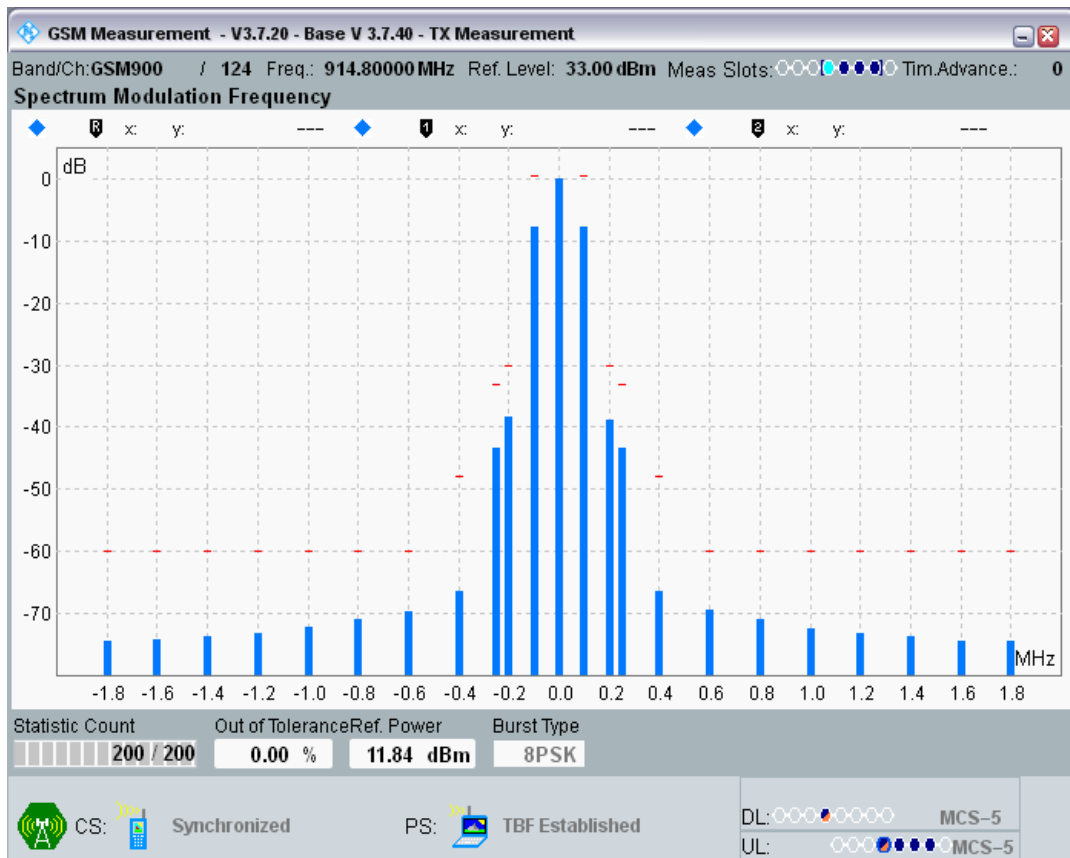 GSM Measurement - V3.7.20 - Base V 3.7.40 - TX Measurement
Band/Ch:GSM900 / 124 Freq.: 914.80000 MHz Ref. Level: 33.00 dBm Meas Slots: Tim.Advance.: 0
Spectrum Modulation Frequency
R x: y: --- 1 x: y: --- 2 x: y: ---
dB
0
-10
-20
-30
-40
-50
-60
-70
MHz
-1.8 -1.6 -1.4 -1.2 -1.0 -0.8 -0.6 -0.4 -0.2 0.0 0.2 0.4 0.6 0.8 1.0 1.2 1.4 1.6 1.8
Statistic Count Out of Tolerance Ref. Power Burst Type
200 / 200 0.00 % 11.84 dBm 8PSK
CS: Synchronized PS: TBF Established
DL: MCS-5
UL: MCS-5